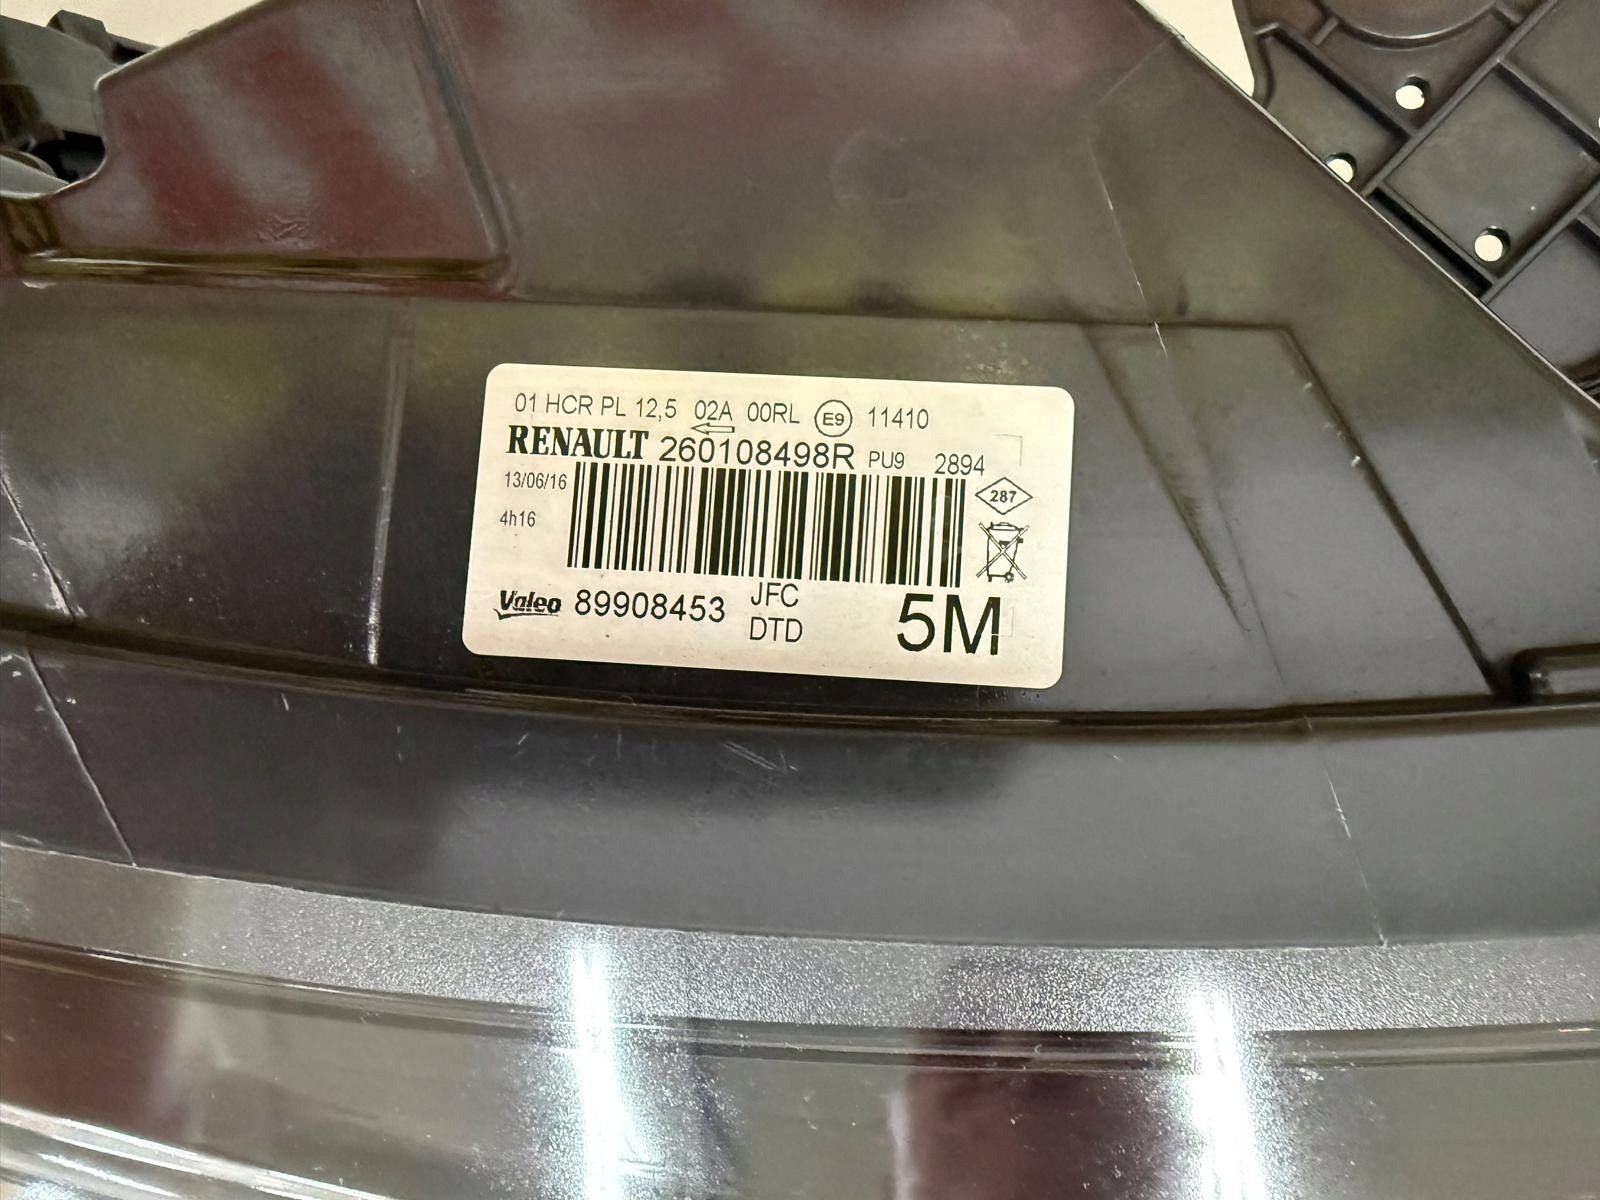 01 HCR PL 12,5 02A 00RL E9 11410
RENAULT 260108498R PU9 2894
13/06/16
287
4h16
Valeo 89908453 JFC
DTD
5M